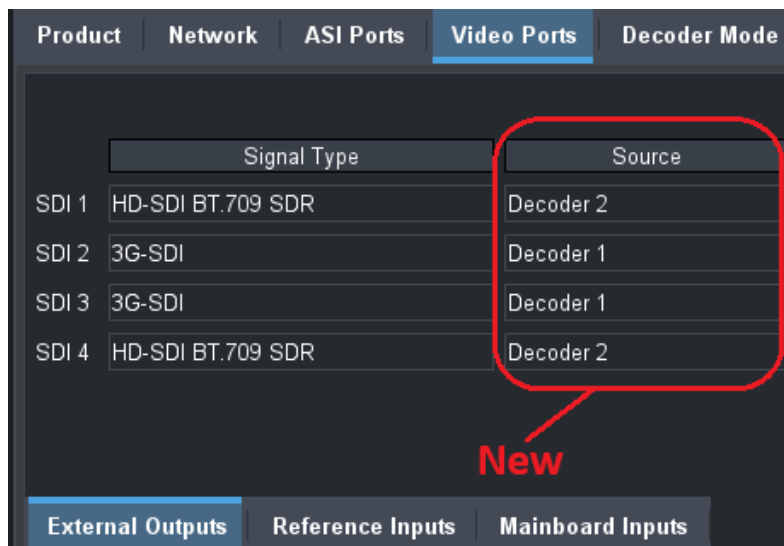 Product Network ASI Ports Video Ports Decoder Mode
Signal Type Source
SDI 1 HD-SDI BT.709 SDR Decoder 2
SDI 2 3G-SDI Decoder 1
SDI 3 3G-SDI Decoder 1
SDI 4 HD-SDI BT.709 SDR Decoder 2
New
External Outputs Reference Inputs Mainboard Inputs